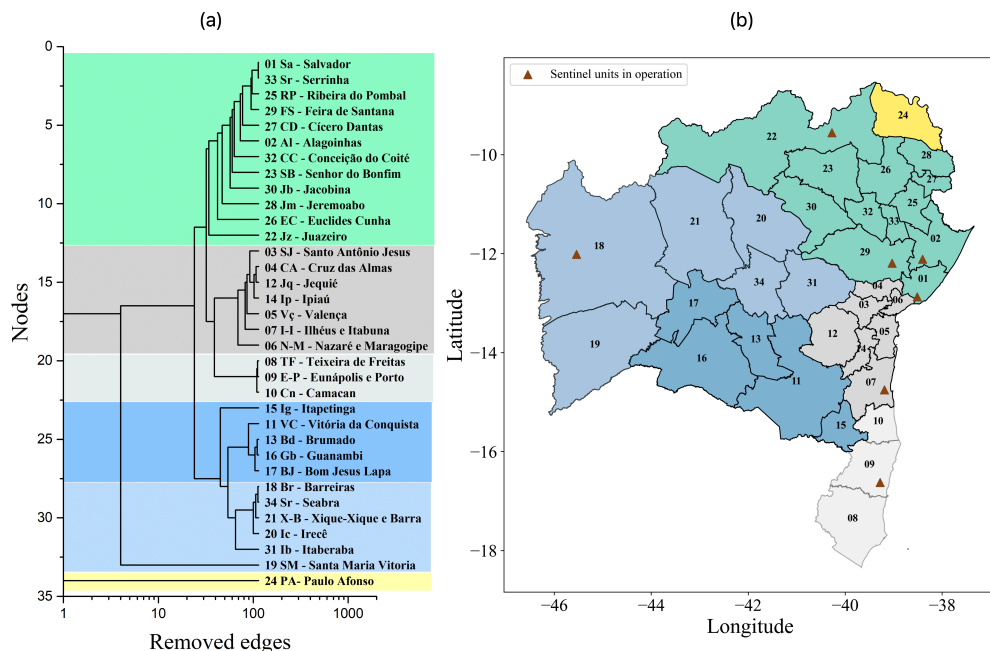 (a)
(b)
0
5
10
15
20
25
30
35
Nodes
01 Sa - Salvador
33 Sr - Serrinha
25 RP - Ribeira do Pombal
29 FS - Feira de Santana
27 CD - Cícero Dantas
02 Al - Alagoinhas
32 CC - Conceição do Coité
23 SB - Senhor do Bonfim
30 Jb - Jacobina
28 Jm - Jeremoabo
26 EC - Euclides Cunha
22 Jz - Juazeiro
03 SJ - Santo Antônio Jesus
04 CA - Cruz das Almas
12 Jq - Jequié
14 Ip - Ipiaú
05 Vç - Valença
07 I-I - Ilhéus e Itabuna
06 N-M - Nazaré e Maragogipe
08 TF - Teixeira de Freitas
09 E-P - Eunápolis e Porto
10 Cn - Camacan
15 Ig - Itapetinga
11 VC - Vitória da Conquista
13 Bd - Brumado
16 Gb - Guanambi
17 BJ - Bom Jesus Lapa
18 Br - Barreiras
34 Sr - Seabra
21 X-B - Xique-Xique e Barra
20 Ic - Irecê
31 Ib - Itaberaba
19 SM - Santa Maria Vitoria
24 PA- Paulo Afonso
1
10
100
1000
Removed edges
Sentinel units in operation
24
22
28
23
26
27
25
30
32
33
21
20
02
18
29
01
34
31
04
06
17
03
12
05
19
13
14
16
11
07
15
10
09
08
−10
−12
−14
−16
−18
Latitude
−46
−44
−42
−40
−38
Longitude